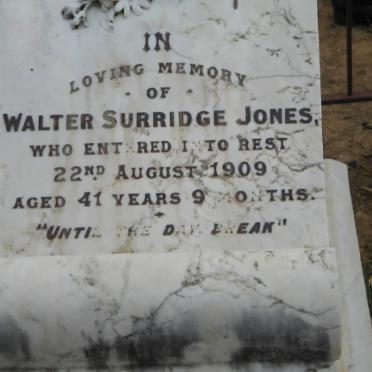 IN
LOVING MEMORY
OF
WALTER SURRIDGE JONES,
WHO ENTERED INTO REST
22ND AUGUST 1909
AGED 41 YEARS 9 MONTHS.
"UNTIL THE DAY BREAK"